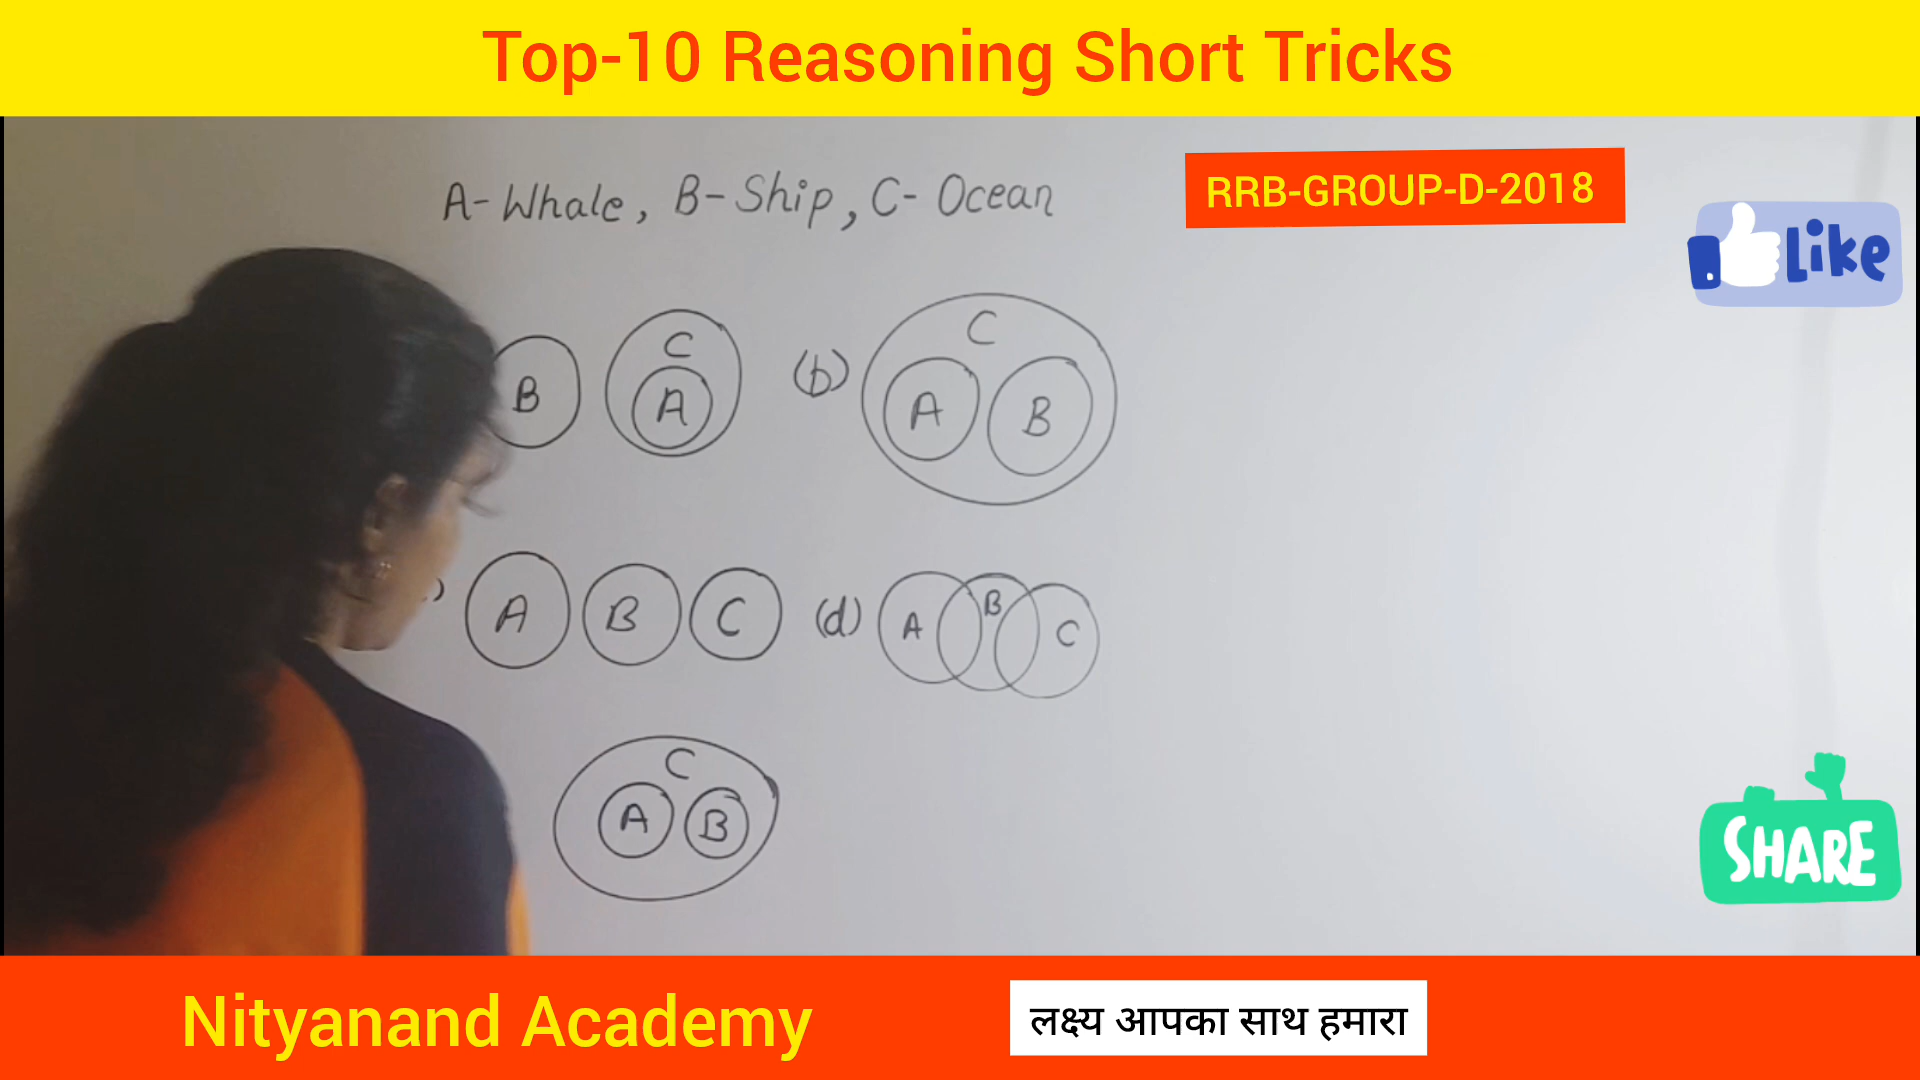 Top-10 Reasoning Short Tricks
A-Whale, B-Ship, C-Ocean
RRB-GROUP-D-2018
Like
B C A (b) C A B
) A B C (d) A B C
C
A B
SHARE
Nityanand Academy
लक्ष्य आपका साथ हमारा